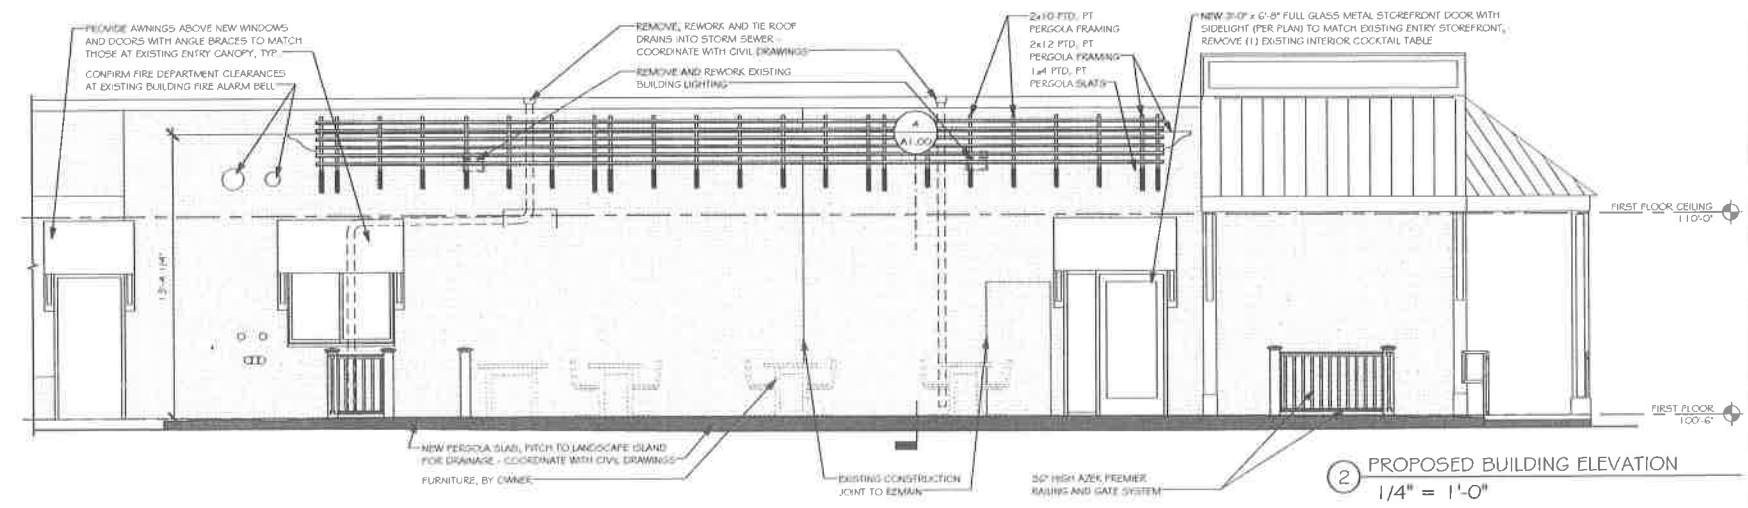 PROVIDE AWNINGS ABOVE NEW WINDOWS
AND DOORS WITH ANGLE BRACES TO MATCH
THOSE AT EXISTING ENTRY CANOPY, TYP.
CONFIRM FIRE DEPARTMENT CLEARANCES
AT EXISTING BUILDING FIRE ALARM BELL
REMOVE, REWORK AND TIE ROOF
DRAINS INTO STORM SEWER -
COORDINATE WITH CIVIL DRAWINGS
REMOVE AND REWORK EXISTING
BUILDING LIGHTING
2x10 PTD. PT
PERGOLA FRAMING
2x12 PTD. PT
PERGOLA FRAMING
1x4 PTD. PT
PERGOLA SLATS
NEW 3'-0" x 6'-8" FULL GLASS METAL STOREFRONT DOOR WITH
SIDELIGHT (PER PLAN) TO MATCH EXISTING ENTRY STOREFRONT,
REMOVE (1) EXISTING INTERIOR COCKTAIL TABLE
A
A1.00
FIRST FLOOR CEILING
110'-0"
13'-4 1/4"
FIRST FLOOR
100'-6"
NEW PERGOLA SLAB, PITCH TO LANDSCAPE ISLAND
FOR DRAINAGE - COORDINATE WITH CIVIL DRAWINGS
FURNITURE, BY OWNER
EXISTING CONSTRUCTION
JOINT TO REMAIN
36" HIGH AZEK PREMIER
RAILING AND GATE SYSTEM
2 PROPOSED BUILDING ELEVATION
1/4" = 1'-0"